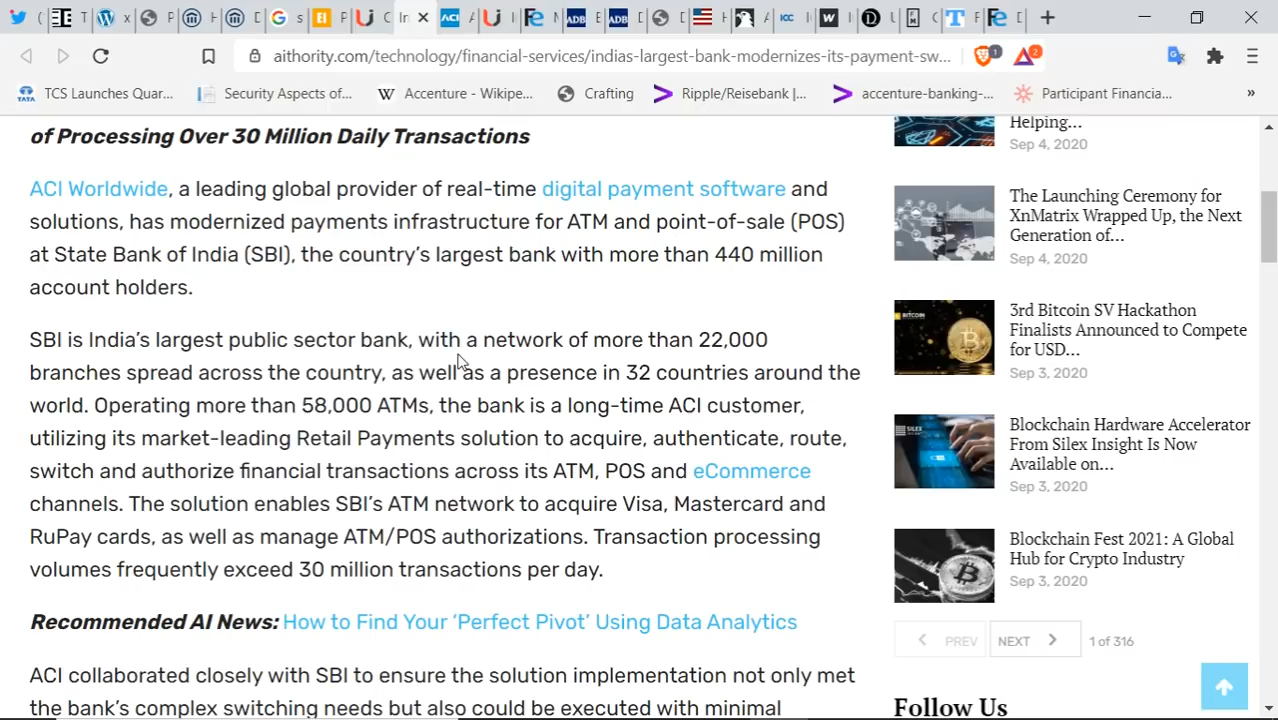 aithority.com/technology/financial-services/indias-largest-bank-modernizes-its-payment-sw...
1
2
TCS Launches Quar...
Security Aspects of...
Accenture - Wikipe...
Crafting
Ripple/Reisebank |...
accenture-banking-...
Participant Financia...
»
of Processing Over 30 Million Daily Transactions
ACI Worldwide, a leading global provider of real-time digital payment software and
solutions, has modernized payments infrastructure for ATM and point-of-sale (POS)
at State Bank of India (SBI), the country's largest bank with more than 440 million
account holders.
SBI is India's largest public sector bank, with a network of more than 22,000
branches spread across the country, as well as a presence in 32 countries around the
world. Operating more than 58,000 ATMs, the bank is a long-time ACI customer,
utilizing its market-leading Retail Payments solution to acquire, authenticate, route,
switch and authorize financial transactions across its ATM, POS and eCommerce
channels. The solution enables SBI's ATM network to acquire Visa, Mastercard and
RuPay cards, as well as manage ATM/POS authorizations. Transaction processing
volumes frequently exceed 30 million transactions per day.
Recommended AI News: How to Find Your ‘Perfect Pivot’ Using Data Analytics
ACI collaborated closely with SBI to ensure the solution implementation not only met
the bank's complex switching needs but also could be executed with minimal
Helping...
Sep 4, 2020
The Launching Ceremony for
XnMatrix Wrapped Up, the Next
Generation of...
Sep 4, 2020
3rd Bitcoin SV Hackathon
Finalists Announced to Compete
for USD...
Sep 3, 2020
Blockchain Hardware Accelerator
From Silex Insight Is Now
Available on...
Sep 3, 2020
Blockchain Fest 2021: A Global
Hub for Crypto Industry
Sep 3, 2020
PREV
NEXT
1 of 316
Follow Us